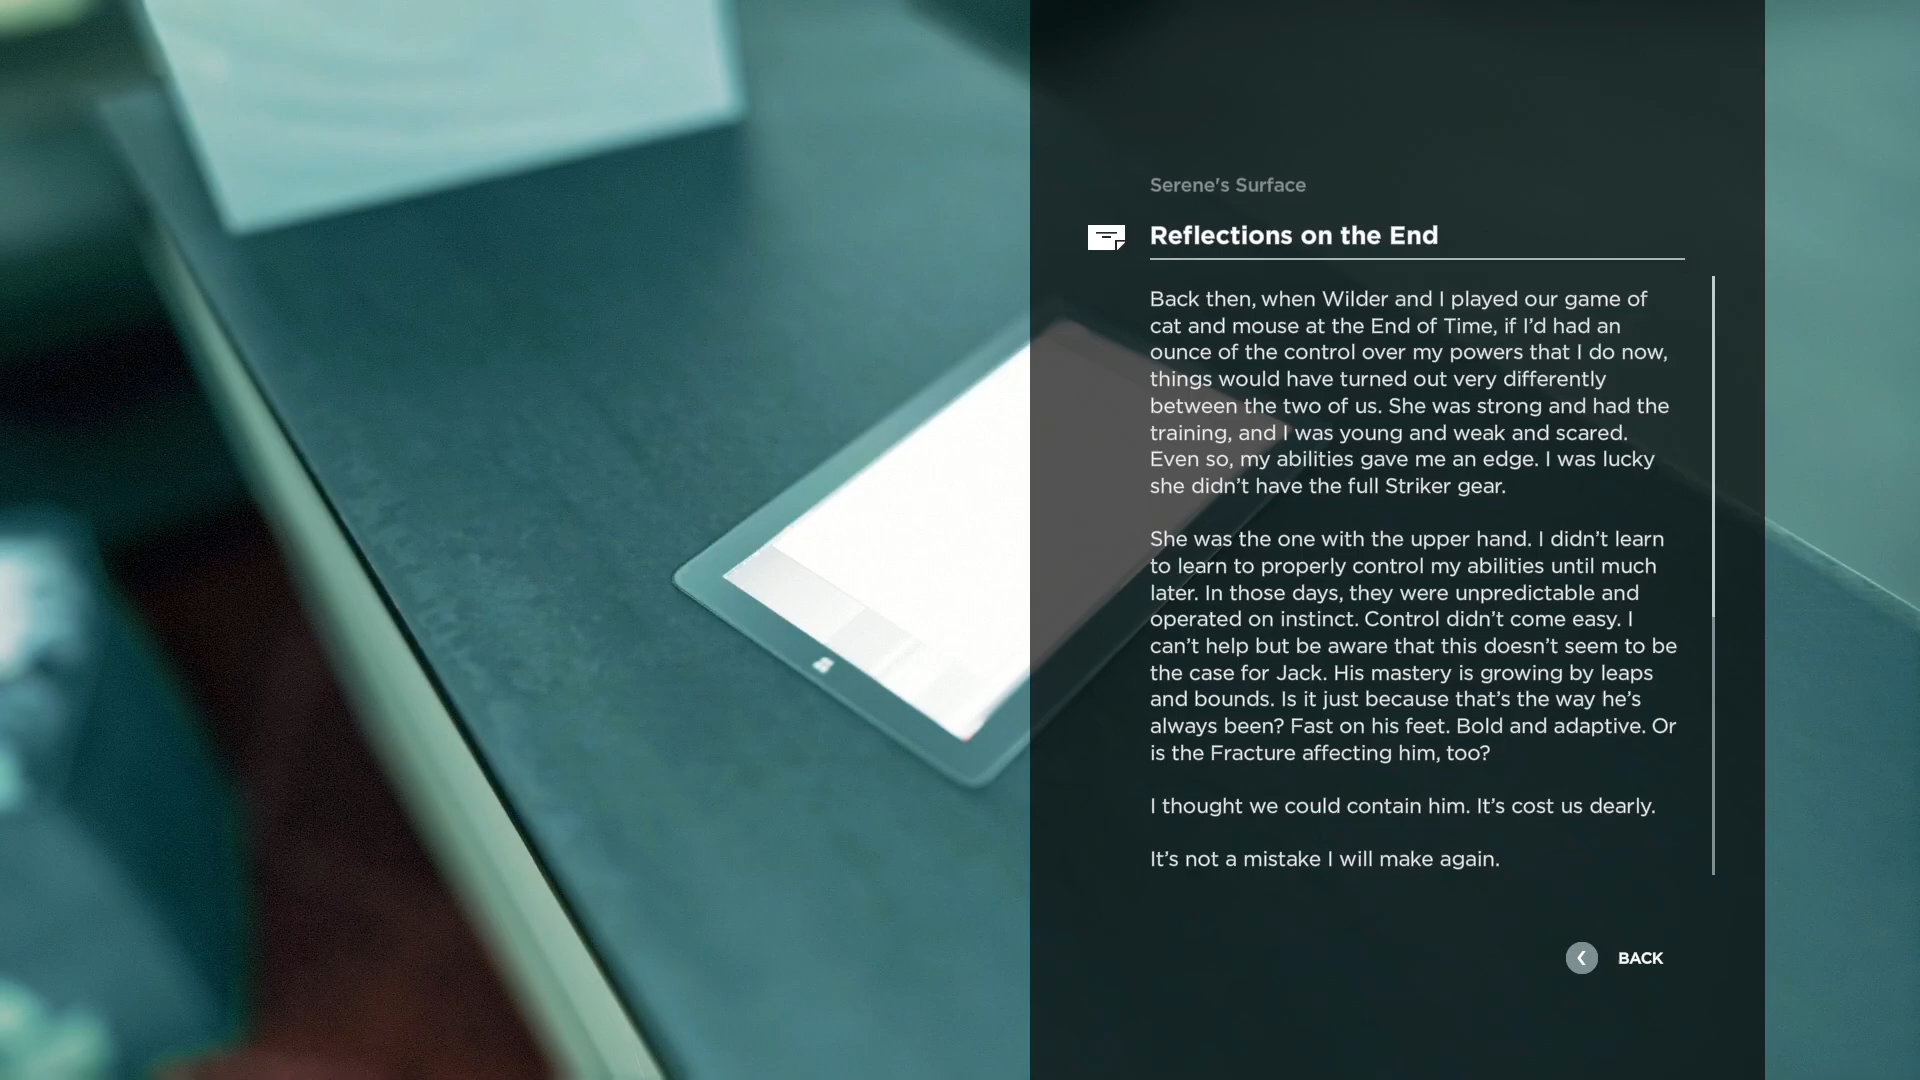 Serene's Surface
Reflections on the End
Back then, when Wilder and I played our game of
cat and mouse at the End of Time, if I’d had an
ounce of the control over my powers that I do now,
things would have turned out very differently
between the two of us. She was strong and had the
training, and I was young and weak and scared.
Even so, my abilities gave me an edge. I was lucky
she didn’t have the full Striker gear.
She was the one with the upper hand. I didn’t learn
to learn to properly control my abilities until much
later. In those days, they were unpredictable and
operated on instinct. Control didn’t come easy. I
can’t help but be aware that this doesn’t seem to be
the case for Jack. His mastery is growing by leaps
and bounds. Is it just because that’s the way he’s
always been? Fast on his feet. Bold and adaptive. Or
is the Fracture affecting him, too?
I thought we could contain him. It’s cost us dearly.
It’s not a mistake I will make again.
BACK